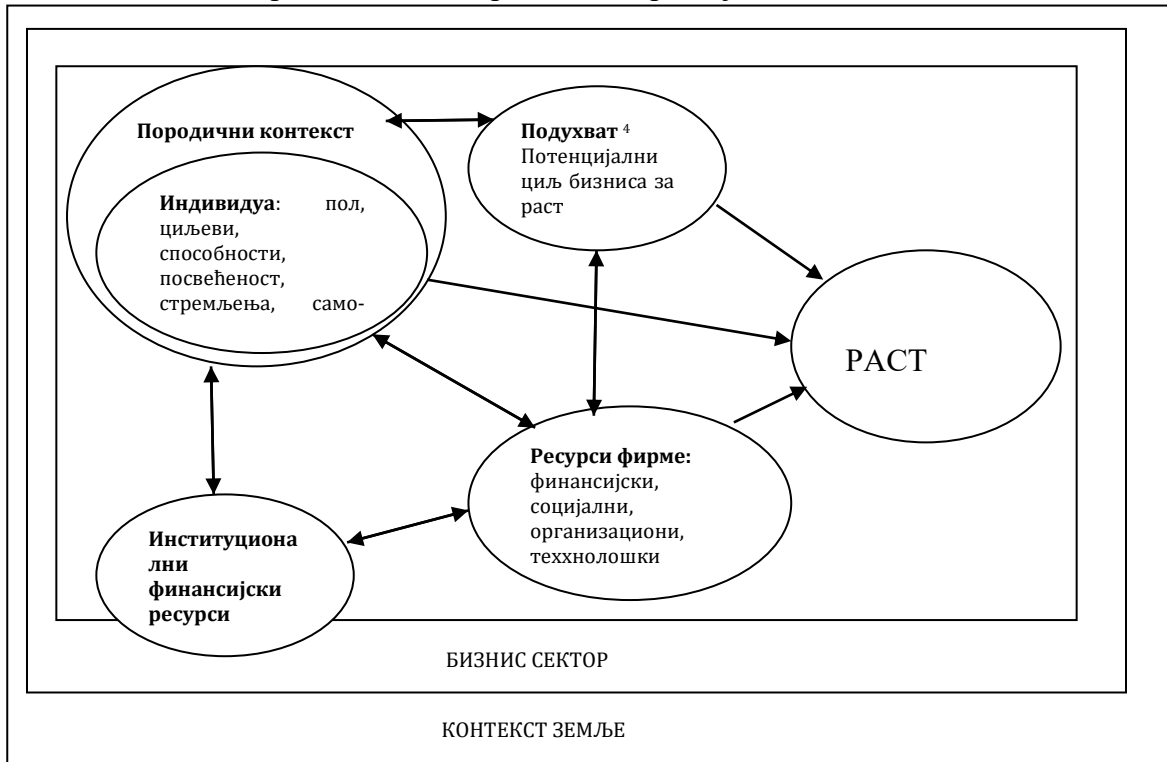 Породични контекст
Индивидуа: пол,
циљеви,
способности,
посвећеност,
стремљења, само-
Подухват 4
Потенцијални
циљ бизниса за
раст
РАСТ
Ресурси фирме:
финансијски,
социјални,
организациони,
теххнолошки
Институциона
лни
финансијски
ресурси
БИЗНИС СЕКТОР
КОНТЕКСТ ЗЕМЉЕ